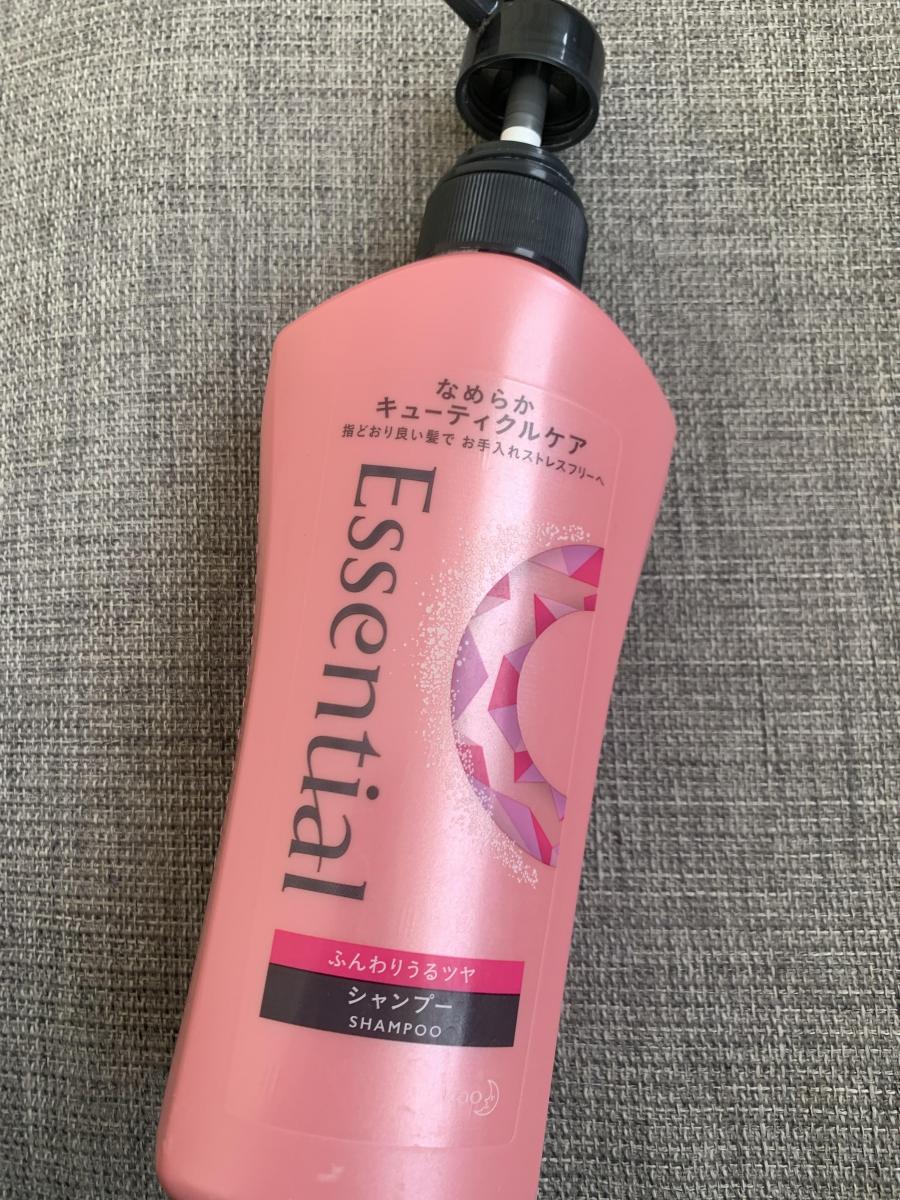 なめらか
キューティクルケア
指どおり良い髪で お手入れストレスフリーへ
Essential
ふんわりうるツヤ
シャンプー
SHAMPOO